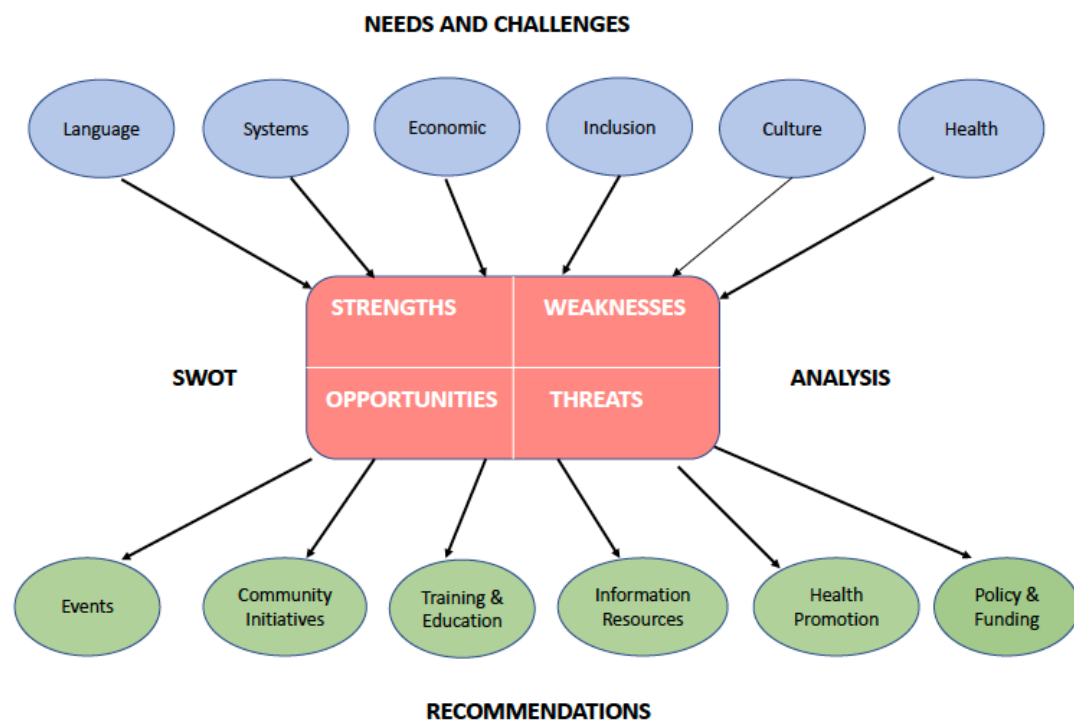 NEEDS AND CHALLENGES
Language
Systems
Economic
Inclusion
Culture
Health
STRENGTHS
WEAKNESSES
SWOT
ANALYSIS
OPPORTUNITIES
THREATS
Events
Community
Initiatives
Training &
Education
Information
Resources
Health
Promotion
Policy &
Funding
RECOMMENDATIONS